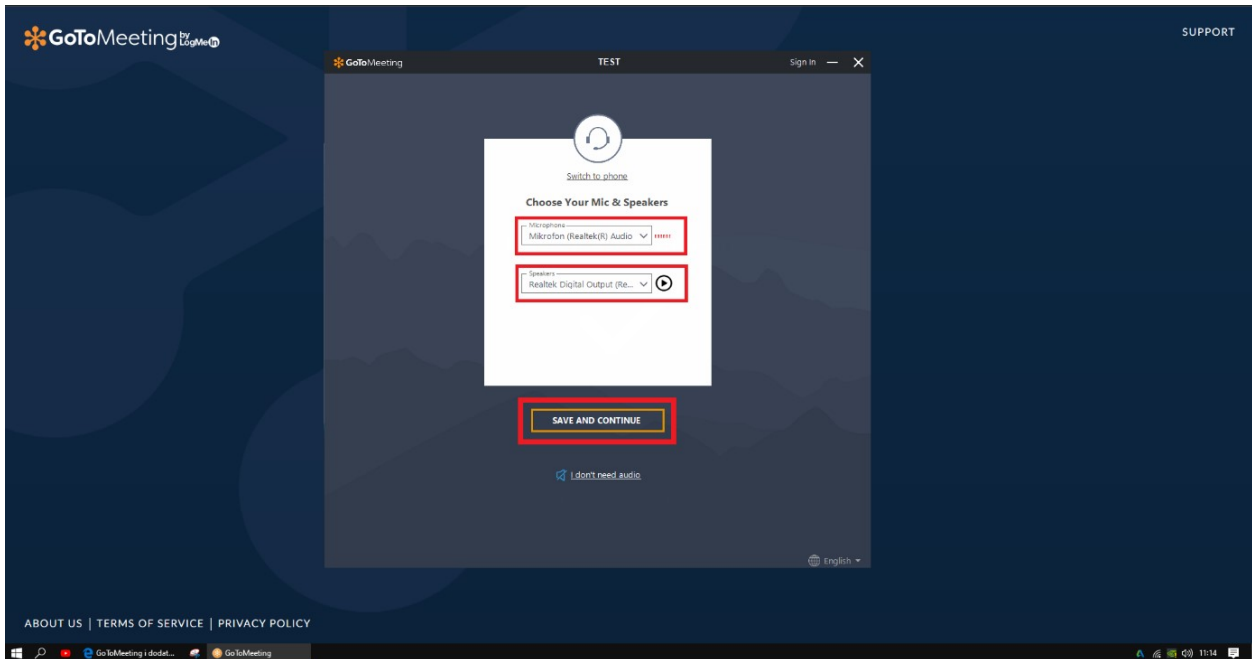 GoToMeeting by LogMeIn
SUPPORT
GoToMeeting
TEST
Sign In
Switch to phone
Choose Your Mic & Speakers
Microphone
Mikrofon (Realtek(R) Audio
Speakers
Realtek Digital Output (Re...
SAVE AND CONTINUE
I don't need audio
English
ABOUT US | TERMS OF SERVICE | PRIVACY POLICY
GoToMeeting i dodat...
GoToMeeting
11:14